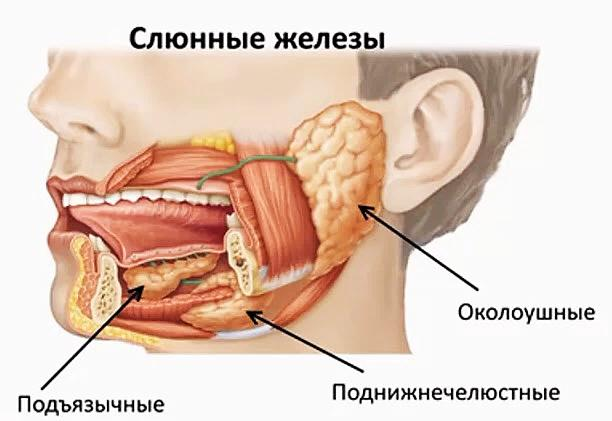 Слюнные железы
Околоушные
Поднижнечелюстные
Подъязычные